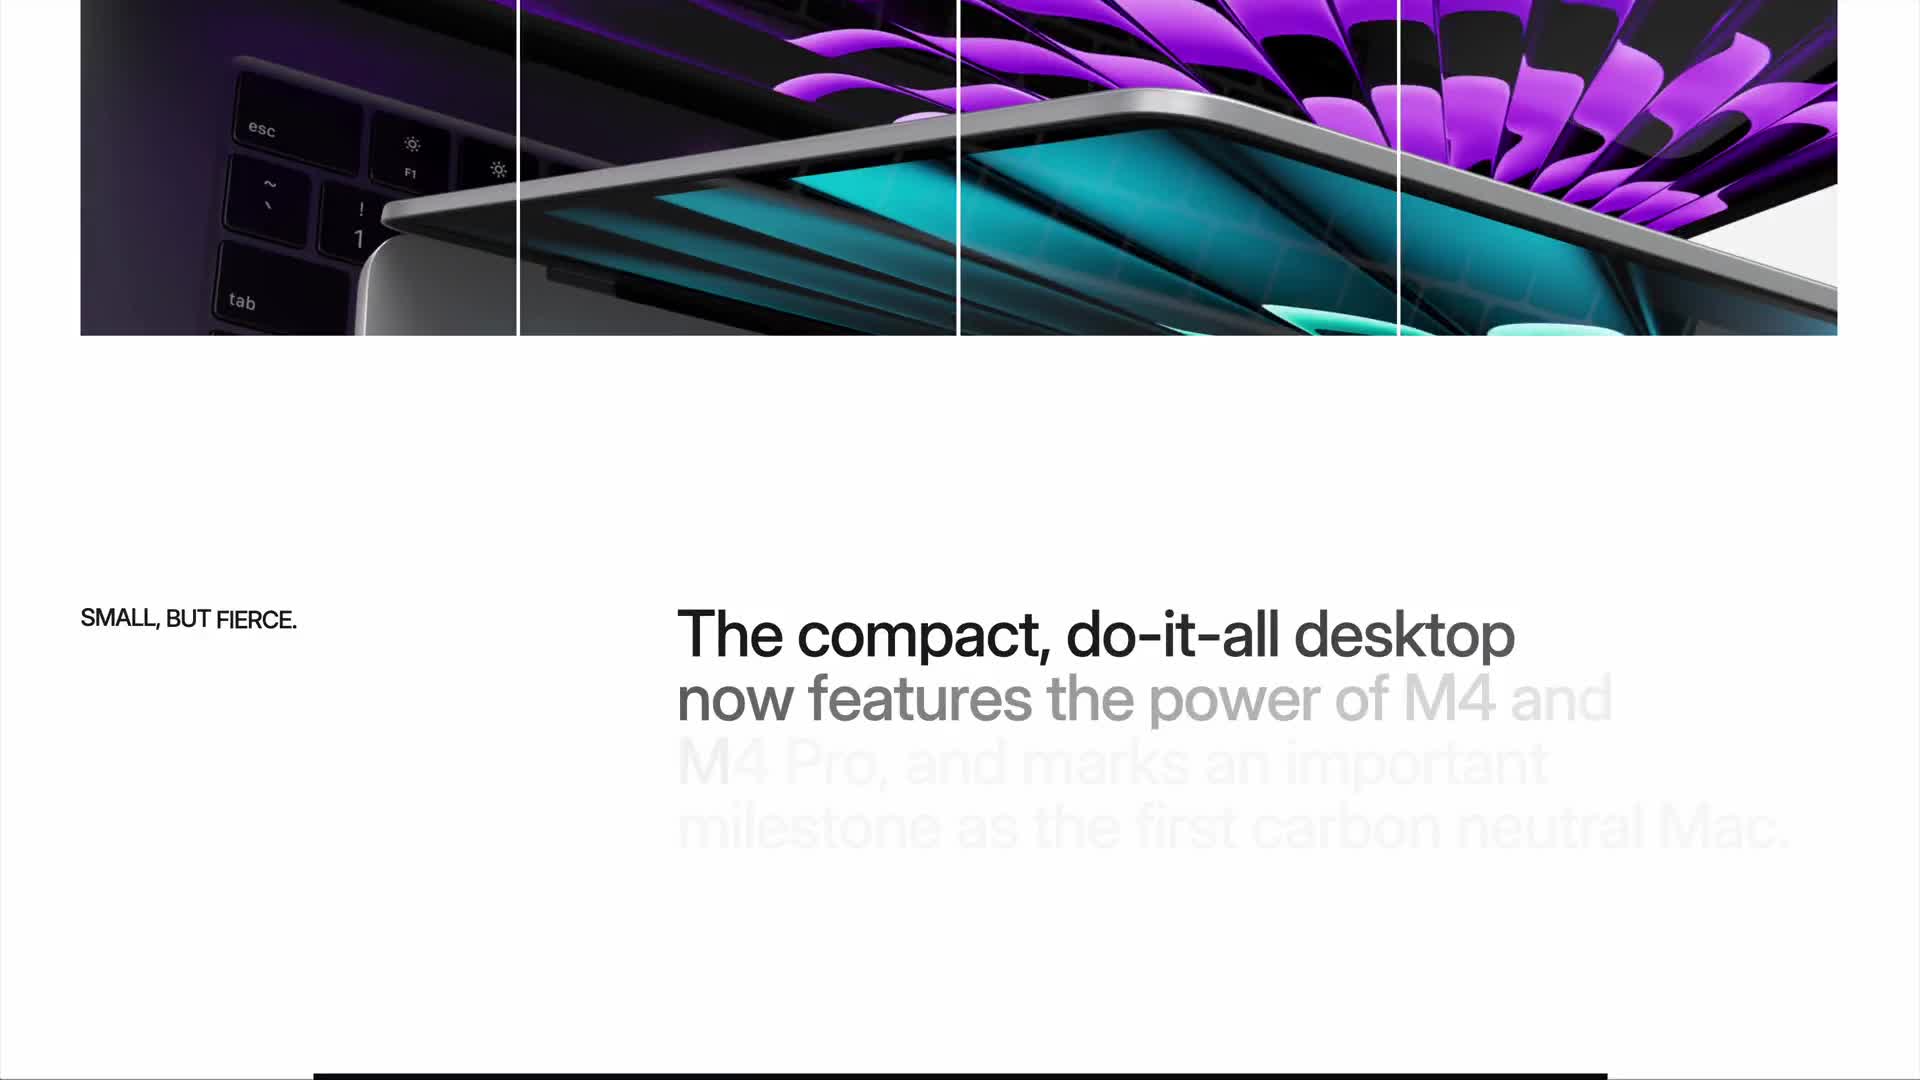 esc
F1
~
`
!
1
tab
SMALL, BUT FIERCE.
The compact, do-it-all desktop
now features the power of M4 and
M4 Pro, and marks an important
milestone as the first carbon neutral Mac.